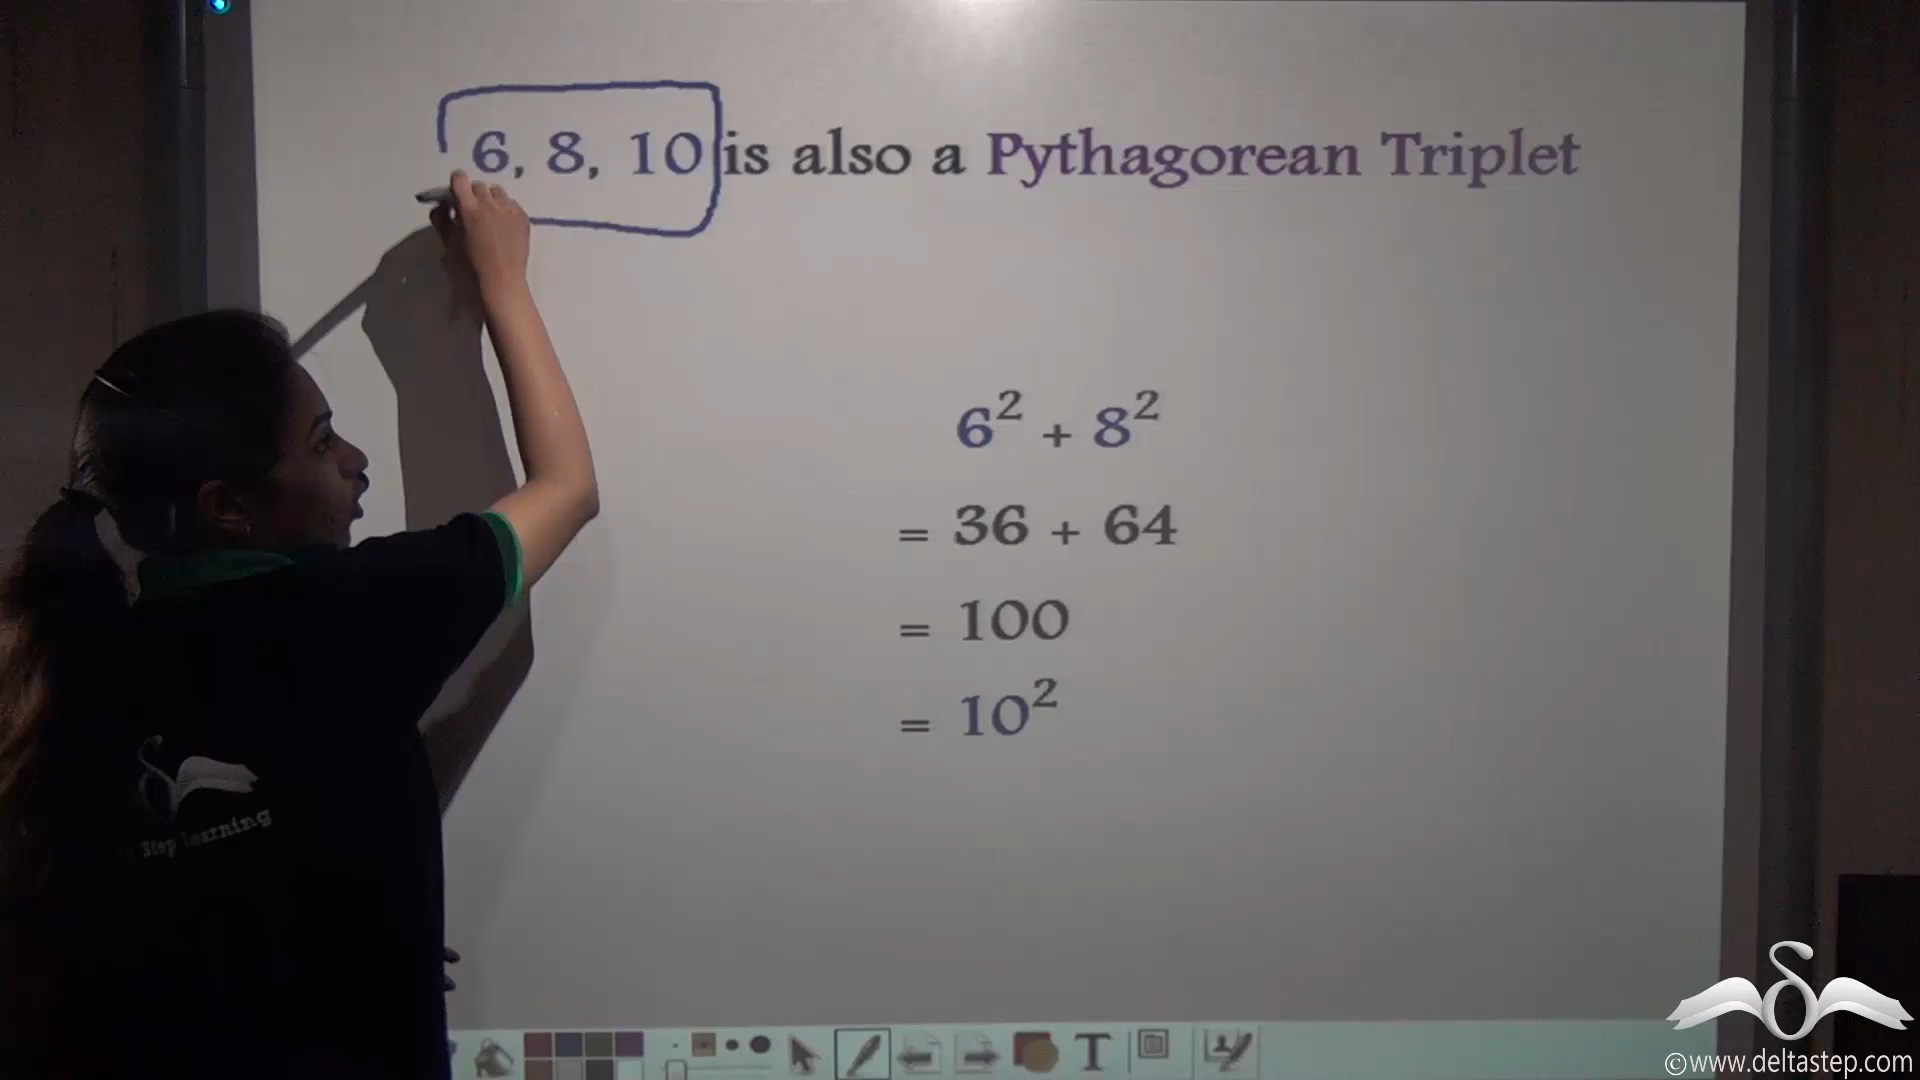 6, 8, 10 is also a Pythagorean Triplet
6² + 8²
= 36 + 64
= 100
= 10²
Step Learning
T
©www.deltastep.com